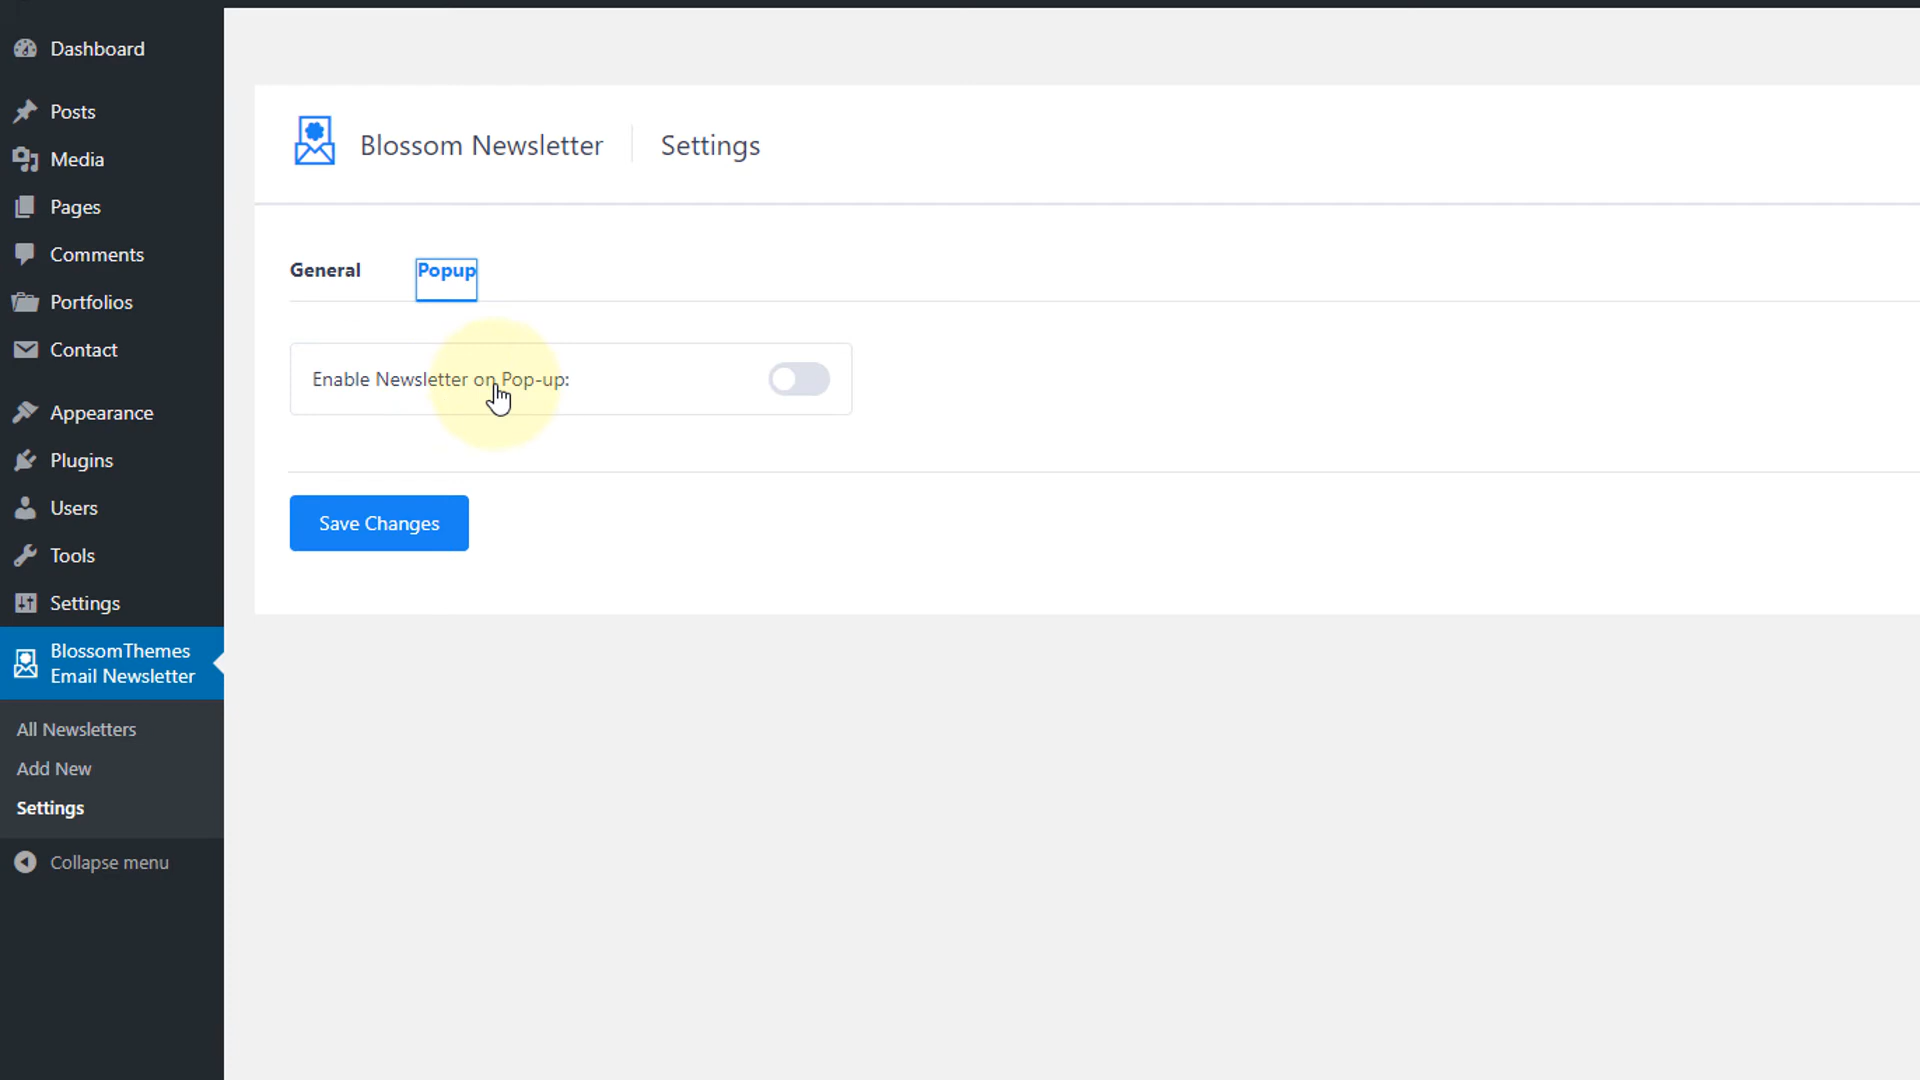 Dashboard
Posts
Media
Pages
Comments
Portfolios
Contact
Appearance
Plugins
Users
Tools
Settings
BlossomThemes
Email Newsletter
All Newsletters
Add New
Settings
Collapse menu
Blossom Newsletter Settings
General Popup
Enable Newsletter on Pop-up:
Save Changes